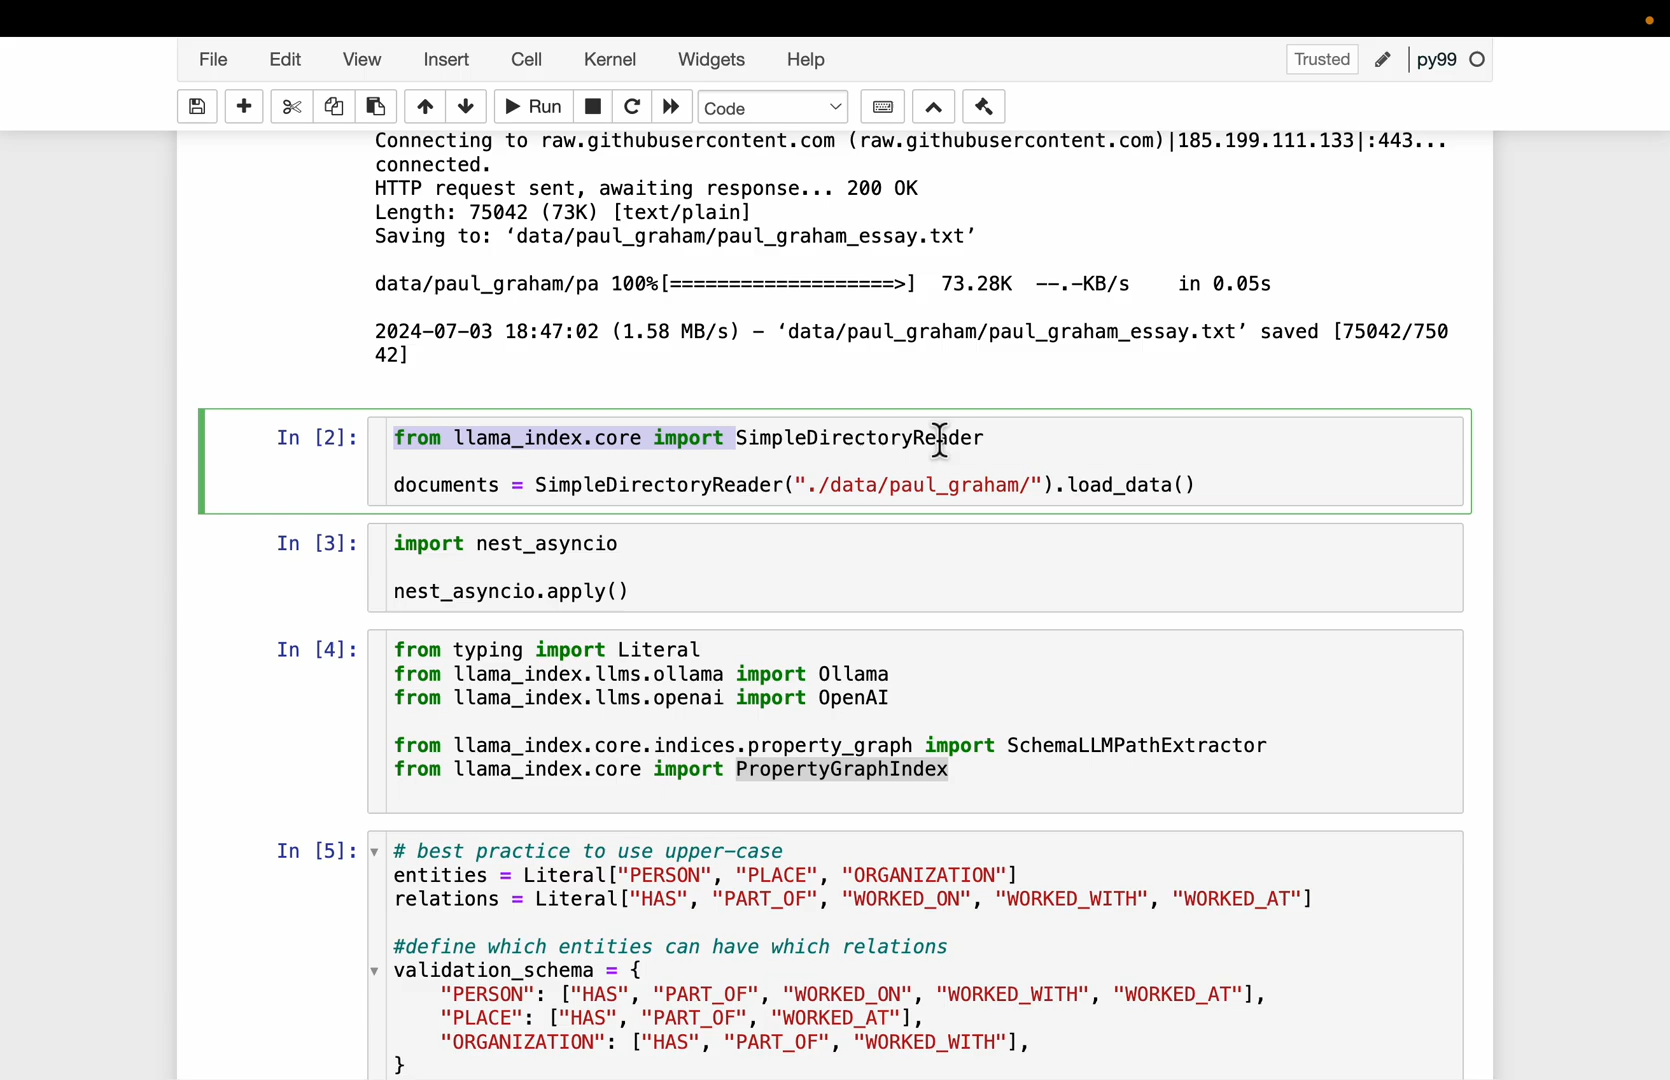 File Edit View Insert Cell Kernel Widgets Help Trusted py99
Run Code
Connecting to raw.githubusercontent.com (raw.githubusercontent.com)|185.199.111.133|:443...
connected.
HTTP request sent, awaiting response... 200 OK
Length: 75042 (73K) [text/plain]
Saving to: ‘data/paul_graham/paul_graham_essay.txt’
data/paul_graham/pa 100%[===================>]  73.28K  --.-KB/s    in 0.05s
2024-07-03 18:47:02 (1.58 MB/s) - ‘data/paul_graham/paul_graham_essay.txt’ saved [75042/750
42]
In [2]: from llama_index.core import SimpleDirectoryReader
documents = SimpleDirectoryReader("./data/paul_graham/").load_data()
In [3]: import nest_asyncio
nest_asyncio.apply()
In [4]: from typing import Literal
from llama_index.llms.ollama import Ollama
from llama_index.llms.openai import OpenAI
from llama_index.core.indices.property_graph import SchemaLLMPathExtractor
from llama_index.core import PropertyGraphIndex
In [5]: # best practice to use upper-case
entities = Literal["PERSON", "PLACE", "ORGANIZATION"]
relations = Literal["HAS", "PART_OF", "WORKED_ON", "WORKED_WITH", "WORKED_AT"]
#define which entities can have which relations
validation_schema = {
    "PERSON": ["HAS", "PART_OF", "WORKED_ON", "WORKED_WITH", "WORKED_AT"],
    "PLACE": ["HAS", "PART_OF", "WORKED_AT"],
    "ORGANIZATION": ["HAS", "PART_OF", "WORKED_WITH"],
}